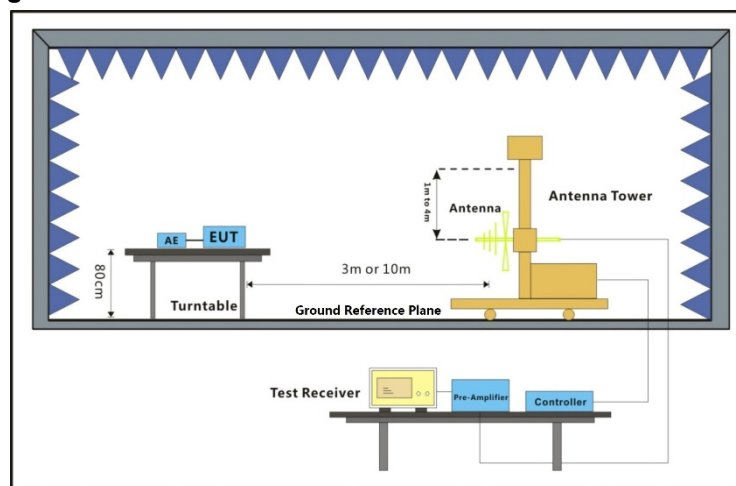 1m to 4m
Antenna
Antenna Tower
AE
EUT
80cm
3m or 10m
Turntable
Ground Reference Plane
Test Receiver
Pre-Amplifier
Controller